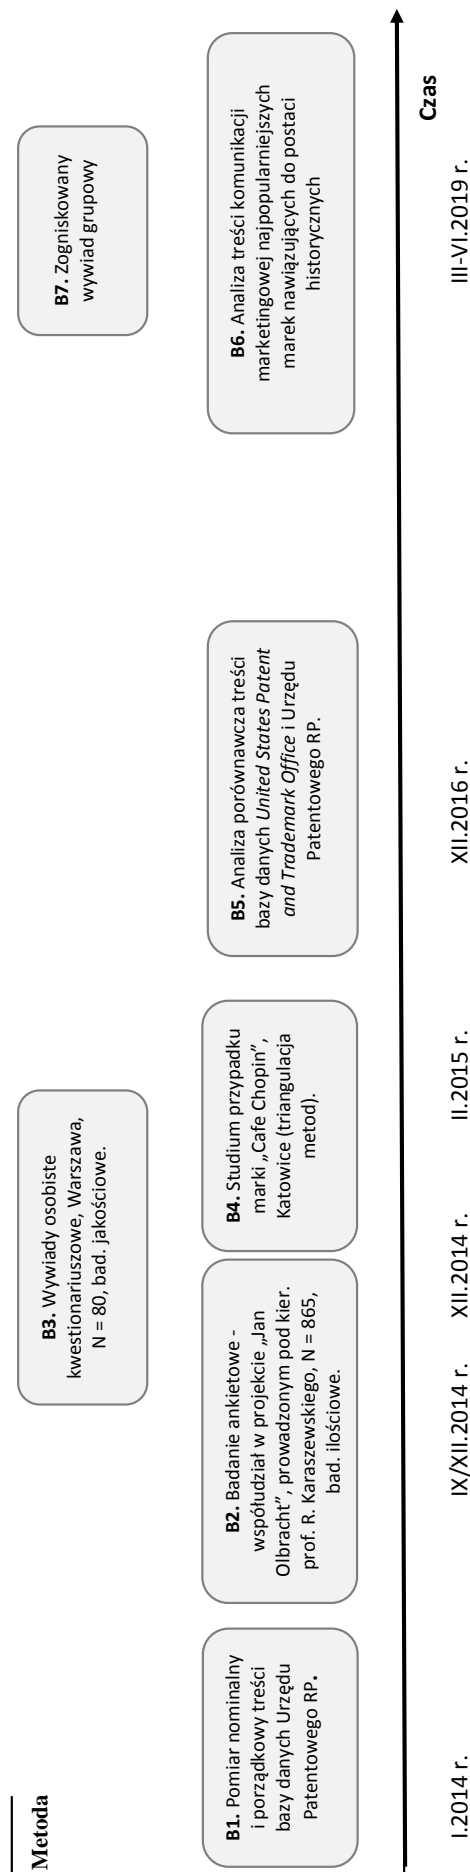 Metoda
B3. Wywiady osobiste
kwestionariuszowe, Warszawa,
N = 80, bad. jakościowe.
B7. Zogniskowany
wywiad grupowy
B1. Pomiar nominalny
i porządkowy treści
bazy danych Urzędu
Patentowego RP.
B2. Badanie ankietowe -
współudział w projekcie „Jan
Olbracht”, prowadzonym pod kier.
prof. R. Karaszewskiego, N = 865,
bad. ilościowe.
B4. Studium przypadku
marki „Cafe Chopin”,
Katowice (triangulacja
metod).
B5. Analiza porównawcza treści
bazy danych United States Patent
and Trademark Office i Urzędu
Patentowego RP.
B6. Analiza treści komunikacji
marketingowej najpopularniejszych
marek nawiązujących do postaci
historycznych
Czas
I.2014 r.
IX/XII.2014 r.
XII.2014 r.
II.2015 r.
XII.2016 r.
III-VI.2019 r.